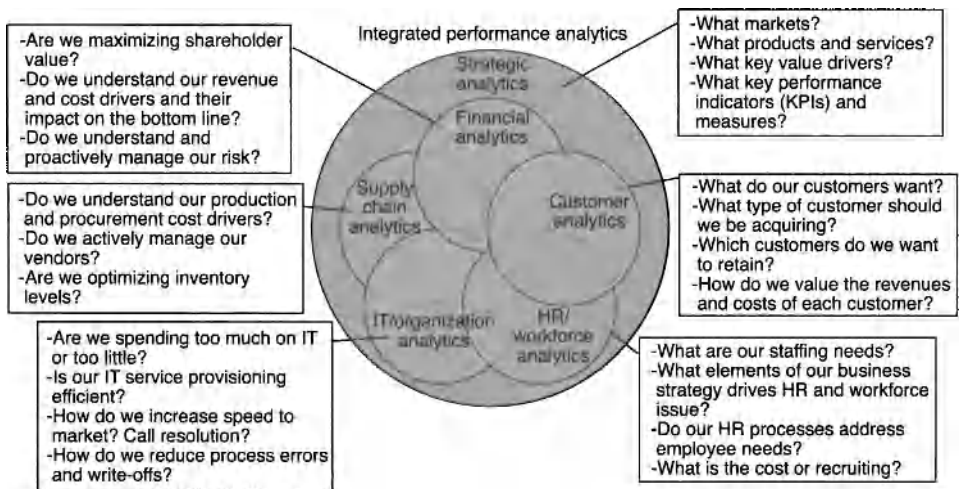 Integrated performance analytics
-Are we maximizing shareholder
value?
-Do we understand our revenue
and cost drivers and their
impact on the bottom line?
-Do we understand and
proactively manage our risk?
-What markets?
-What products and services?
-What key value drivers?
-What key performance
indicators (KPIs) and
measures?
Strategic
analytics
Financial
analytics
Supply
chain
analytics
Customer
analytics
IT/organization
analytics
HR/
workforce
analytics
-Do we understand our production
and procurement cost drivers?
-Do we actively manage our
vendors?
-Are we optimizing inventory
levels?
-What do our customers want?
-What type of customer should
we be acquiring?
-Which customers do we want
to retain?
-How do we value the revenues
and costs of each customer?
-Are we spending too much on IT
or too little?
-Is our IT service provisioning
efficient?
-How do we increase speed to
market? Call resolution?
-How do we reduce process errors
and write-offs?
-What are our staffing needs?
-What elements of our business
strategy drives HR and workforce
issue?
-Do our HR processes address
employee needs?
-What is the cost or recruiting?